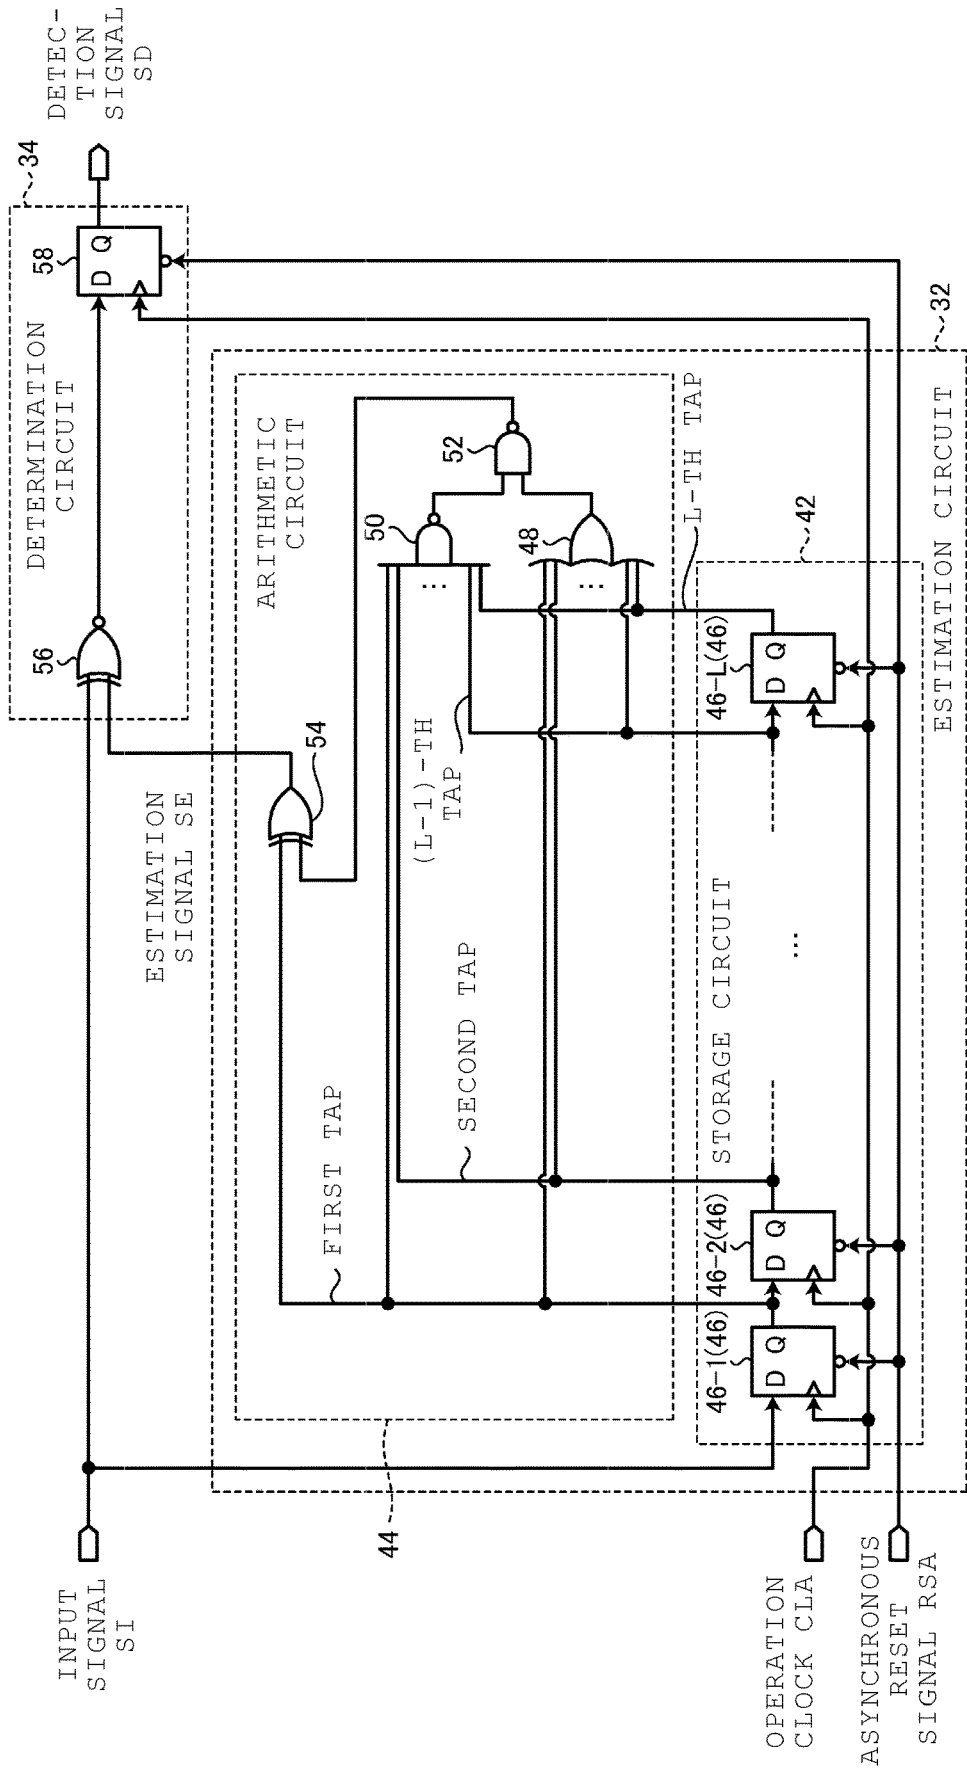 INPUT
SIGNAL
SI
DETERMINATION
CIRCUIT
56
58
D Q
34
DETEC-
TION
SIGNAL
SD
ESTIMATION
SIGNAL SE
ARITHMETIC
CIRCUIT
44
FIRST TAP
SECOND TAP
54
(L-1)-TH
TAP
50
...
52
48
...
L-TH TAP
STORAGE CIRCUIT
42
46-1(46)
D Q
46-2(46)
D Q
...
46-L(46)
D Q
ESTIMATION CIRCUIT
32
OPERATION
CLOCK CLA
ASYNCHRONOUS
RESET
SIGNAL RSA